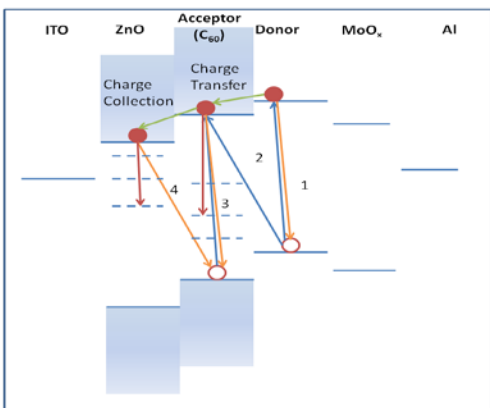 ITO ZnO Acceptor (C₆₀) Donor MoOₓ Al
Charge Collection
Charge Transfer
2
1
4
3